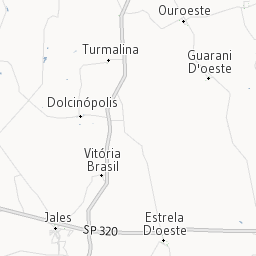 Ouroeste
Turmalina
Guarani
D'oeste
Dolcinópolis
Vitória
Brasil
Jales
SP 320
Estrela
D'oeste